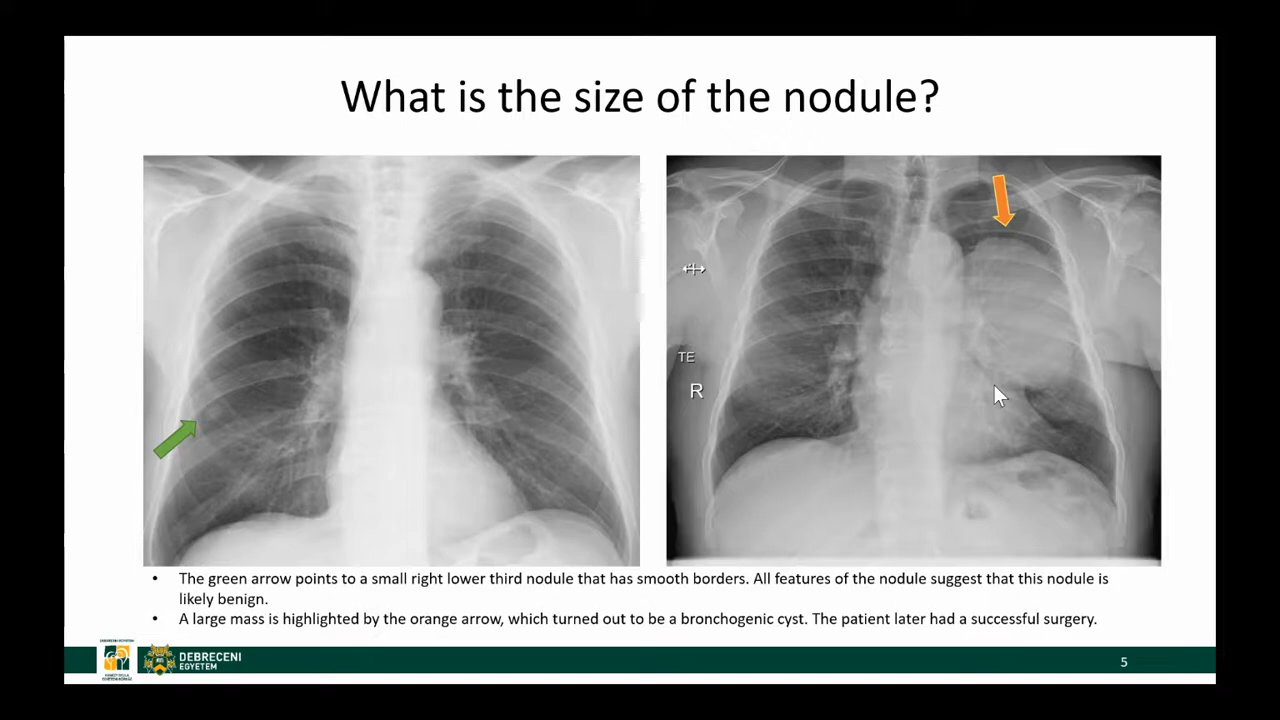 What is the size of the nodule?
TE
R
• The green arrow points to a small right lower third nodule that has smooth borders. All features of the nodule suggest that this nodule is
likely benign.
• A large mass is highlighted by the orange arrow, which turned out to be a bronchogenic cyst. The patient later had a successful surgery.
DEBRECENI
EGYETEM
5